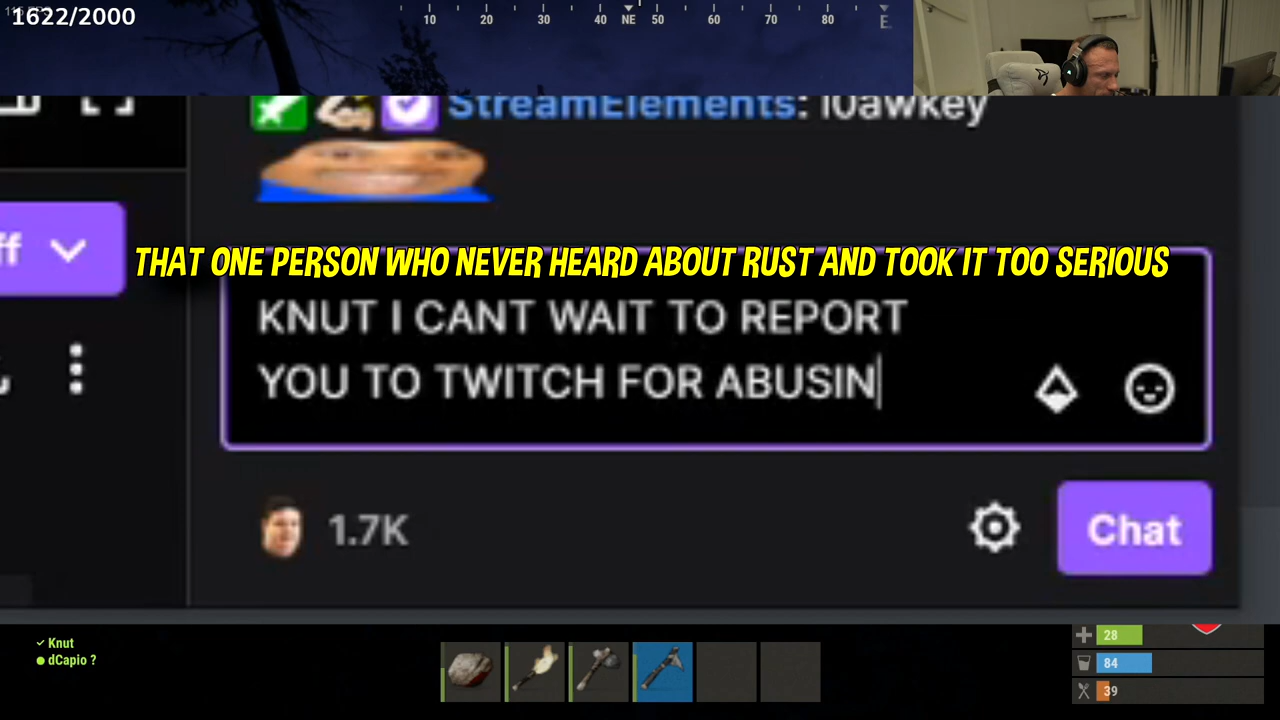 1622/2000
10 20 30 40 NE 50 60 70 80 E
StreamElements: l0awkey
ff
THAT ONE PERSON WHO NEVER HEARD ABOUT RUST AND TOOK IT TOO SERIOUS
KNUT I CANT WAIT TO REPORT
YOU TO TWITCH FOR ABUSIN
1.7K
Chat
Knut
dCapio ?
28
84
39